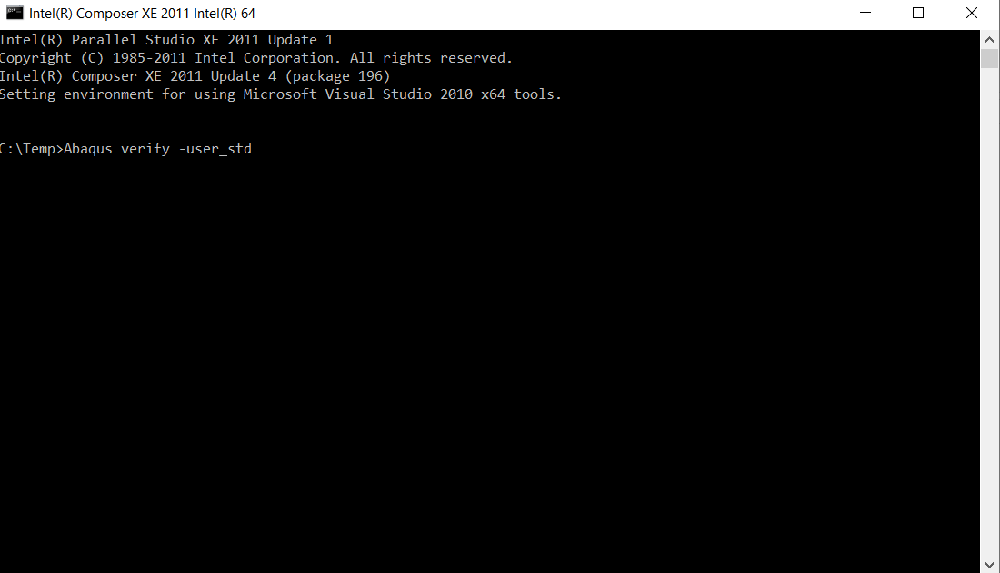 Intel(R) Composer XE 2011 Intel(R) 64
Intel(R) Parallel Studio XE 2011 Update 1
Copyright (C) 1985-2011 Intel Corporation. All rights reserved.
Intel(R) Composer XE 2011 Update 4 (package 196)
Setting environment for using Microsoft Visual Studio 2010 x64 tools.
C:\Temp>Abaqus verify -user_std